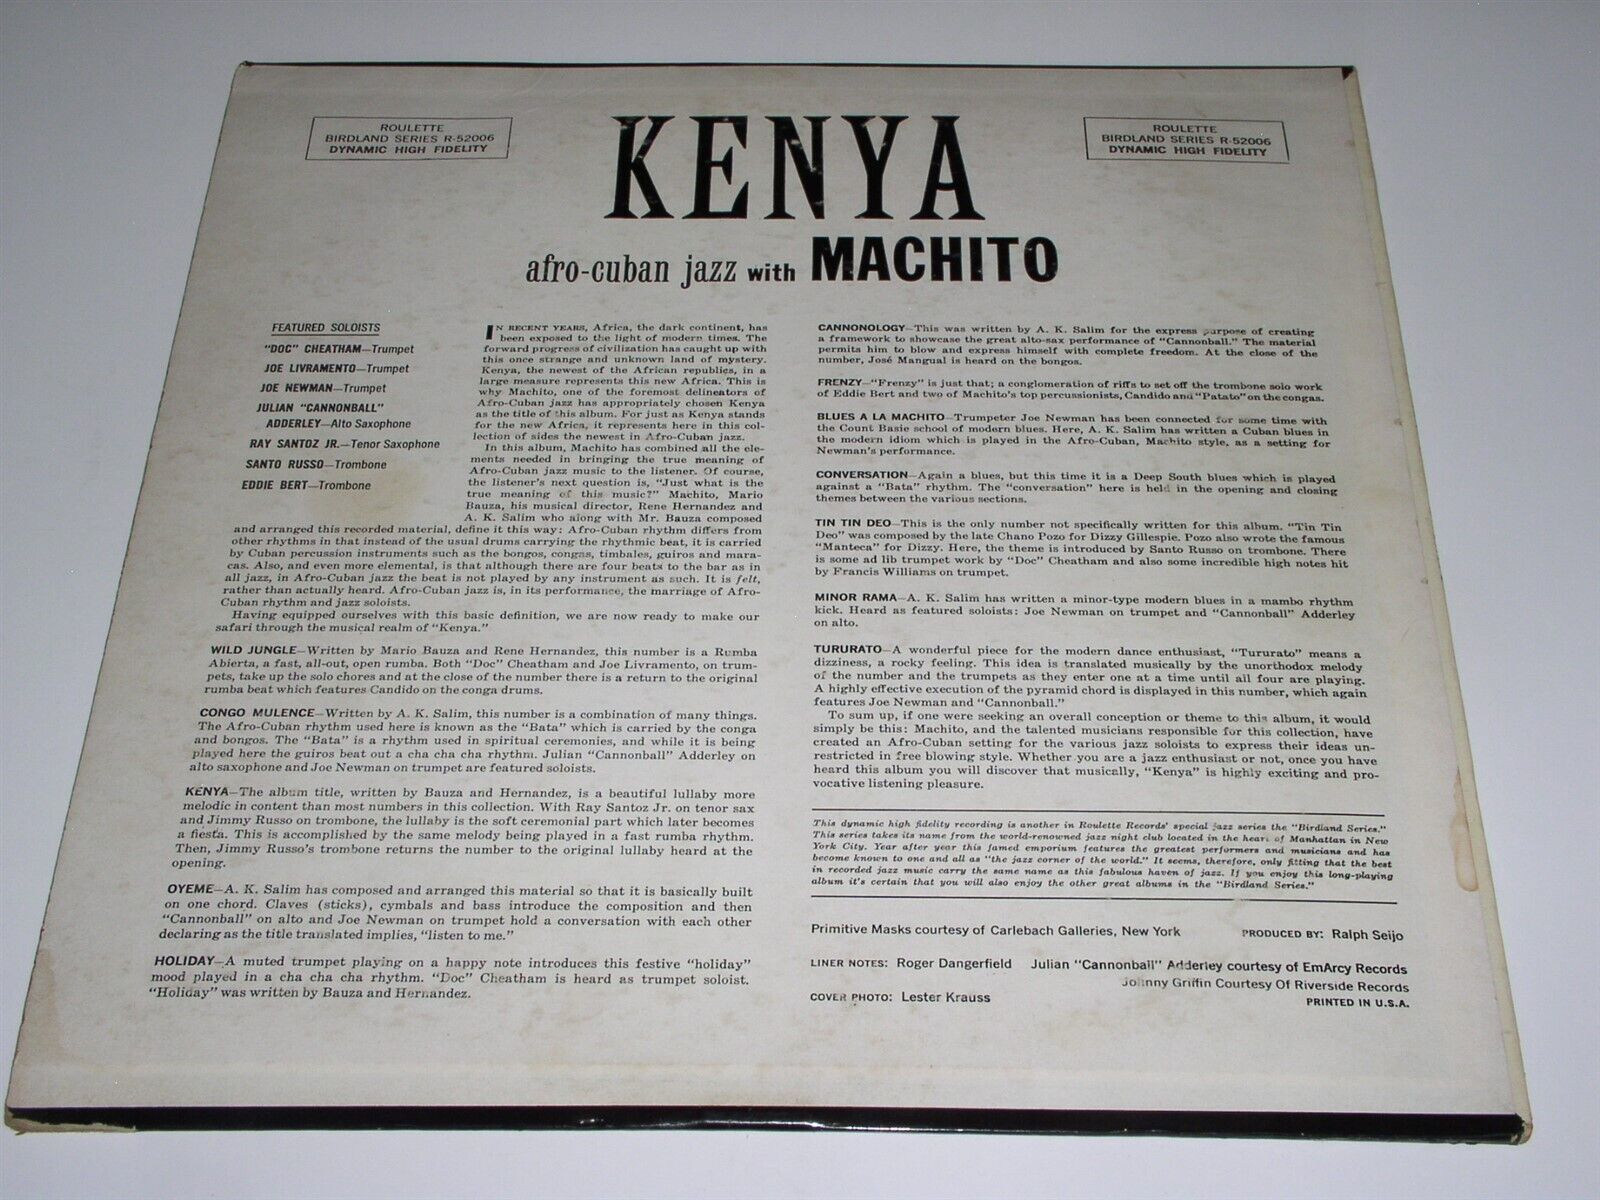 ROULETTE
BIRDLAND SERIES R-52006
DYNAMIC HIGH FIDELITY
KENYA
ROULETTE
BIRDLAND SERIES R-52006
DYNAMIC HIGH FIDELITY
afro-cuban jazz with MACHITO
FEATURED SOLOISTS
"DOC" CHEATHAM—Trumpet
JOE LIVRAMENTO—Trumpet
JOE NEWMAN—Trumpet
JULIAN "CANNONBALL"
ADDERLEY—Alto Saxophone
RAY SANTOZ JR.—Tenor Saxophone
SANTO RUSSO—Trombone
EDDIE BERT—Trombone
IN RECENT YEARS, Africa, the dark continent, has
been exposed to the light of modern times. The
forward progress of civilization has caught up with
this once strange and unknown land of mystery.
Kenya, the newest of the African republics, in a
large measure represents this new Africa. This is
why Machito, one of the foremost delineators of
Afro-Cuban jazz has appropriately chosen Kenya
as the title of this album. For just as Kenya stands
for the new Africa, it represents here in this col-
lection of sides the newest in Afro-Cuban jazz.
In this album, Machito has combined all the ele-
ments needed in bringing the true meaning of
Afro-Cuban jazz music to the listener. Of course,
the listener's next question is, "Just what is the
true meaning of this music?" Machito, Mario
Bauza, his musical director, Rene Hernandez and
A. K. Salim who along with Mr. Bauza composed
and arranged this recorded material, define it this way: Afro-Cuban rhythm differs from
other rhythms in that instead of the usual drums carrying the rhythmic beat, it is carried
by Cuban percussion instruments such as the bongos, congas, timbales, guiros and mara-
cas. Also, and even more elemental, is that although there are four beats to the bar as in
all jazz, in Afro-Cuban jazz the beat is not played by any instrument as such. It is felt,
rather than actually heard. Afro-Cuban jazz is, in its performance, the marriage of Afro-
Cuban rhythm and jazz soloists.
Having equipped ourselves with this basic definition, we are now ready to make our
safari through the musical realm of "Kenya."
WILD JUNGLE—Written by Mario Bauza and Rene Hernandez, this number is a Rumba
Abierta, a fast, all-out, open rumba. Both "Doc" Cheatham and Joe Livramento, on trum-
pets, take up the solo chores and at the close of the number there is a return to the original
rumba beat which features Candido on the conga drums.
CONGO MULENCE—Written by A. K. Salim, this number is a combination of many things.
The Afro-Cuban rhythm used here is known as the "Bata" which is carried by the conga
and bongos. The "Bata" is a rhythm used in spiritual ceremonies, and while it is being
played here the guiros beat out a cha cha cha rhythm. Julian "Cannonball" Adderley on
alto saxophone and Joe Newman on trumpet are featured soloists.
KENYA—The album title, written by Bauza and Hernandez, is a beautiful lullaby more
melodic in content than most numbers in this collection. With Ray Santoz Jr. on tenor sax
and Jimmy Russo on trombone, the lullaby is the soft ceremonial part which later becomes
a fiesta. This is accomplished by the same melody being played in a fast rumba rhythm.
Then, Jimmy Russo's trombone returns the number to the original lullaby heard at the
opening.
OYEME—A. K. Salim has composed and arranged this material so that it is basically built
on one chord. Claves (sticks), cymbals and bass introduce the composition and then
"Cannonball" on alto and Joe Newman on trumpet hold a conversation with each other
declaring as the title translated implies, "listen to me."
HOLIDAY—A muted trumpet playing on a happy note introduces this festive "holiday"
mood played in a cha cha cha rhythm. "Doc" Cheatham is heard as trumpet soloist.
"Holiday" was written by Bauza and Hernandez.
CANNONOLOGY—This was written by A. K. Salim for the express purpose of creating
a framework to showcase the great alto-sax performance of "Cannonball." The material
permits him to blow and express himself with complete freedom. At the close of the
number, José Mangual is heard on the bongos.
FRENZY—"Frenzy" is just that; a conglomeration of riffs to set off the trombone solo work
of Eddie Bert and two of Machito's top percussionists, Candido and "Patato" on the congas.
BLUES A LA MACHITO—Trumpeter Joe Newman has been connected for some time with
the Count Basie school of modern blues. Here, A. K. Salim has written a Cuban blues in
the modern idiom which is played in the Afro-Cuban, Machito style, as a setting for
Newman's performance.
CONVERSATION—Again a blues, but this time it is a Deep South blues which is played
against a "Bata" rhythm. The "conversation" here is held in the opening and closing
themes between the various sections.
TIN TIN DEO—This is the only number not specifically written for this album. "Tin Tin
Deo" was composed by the late Chano Pozo for Dizzy Gillespie. Pozo also wrote the famous
"Manteca" for Dizzy. Here, the theme is introduced by Santo Russo on trombone. There
is some ad lib trumpet work by "Doc" Cheatham and also some incredible high notes hit
by Francis Williams on trumpet.
MINOR RAMA—A. K. Salim has written a minor-type modern blues in a mambo rhythm
kick. Heard as featured soloists: Joe Newman on trumpet and "Cannonball" Adderley
on alto.
TURURATO—A wonderful piece for the modern dance enthusiast, "Tururato" means a
dizziness, a rocky feeling. This idea is translated musically by the unorthodox melody
of the number and the trumpets as they enter one at a time until all four are playing.
A highly effective execution of the pyramid chord is displayed in this number, which again
features Joe Newman and "Cannonball."
To sum up, if one were seeking an overall conception or theme to this album, it would
simply be this: Machito, and the talented musicians responsible for this collection, have
created an Afro-Cuban setting for the various jazz soloists to express their ideas un-
restricted in free blowing style. Whether you are a jazz enthusiast or not, once you have
heard this album you will discover that musically, "Kenya" is highly exciting and pro-
vocative listening pleasure.
This dynamic high fidelity recording is another in Roulette Records' special jazz series the "Birdland Series."
This series takes its name from the world-renowned jazz night club located in the heart of Manhattan in New
York City. Year after year this famed emporium features the greatest performers and musicians and has
become known to one and all as "the jazz corner of the world." It seems, therefore, only fitting that the best
in recorded jazz music carry the same name as this fabulous haven of jazz. If you enjoy this long-playing
album it's certain that you will also enjoy the other great albums in the "Birdland Series."
Primitive Masks courtesy of Carlebach Galleries, New York PRODUCED BY: Ralph Seijo
LINER NOTES: Roger Dangerfield Julian "Cannonball" Adderley courtesy of EmArcy Records
Johnny Griffin Courtesy Of Riverside Records
COVER PHOTO: Lester Krauss PRINTED IN U.S.A.